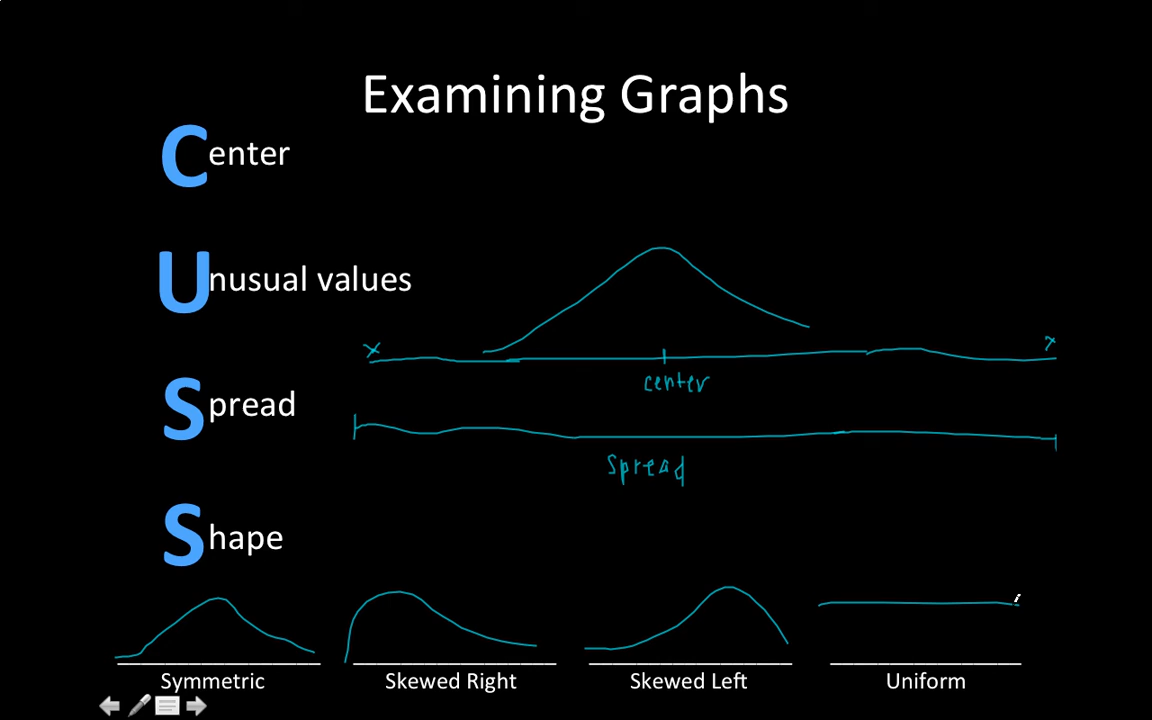 Examining Graphs
Center
Unusual values
x
x
center
Spread
spread
Shape
Symmetric
Skewed Right
Skewed Left
Uniform